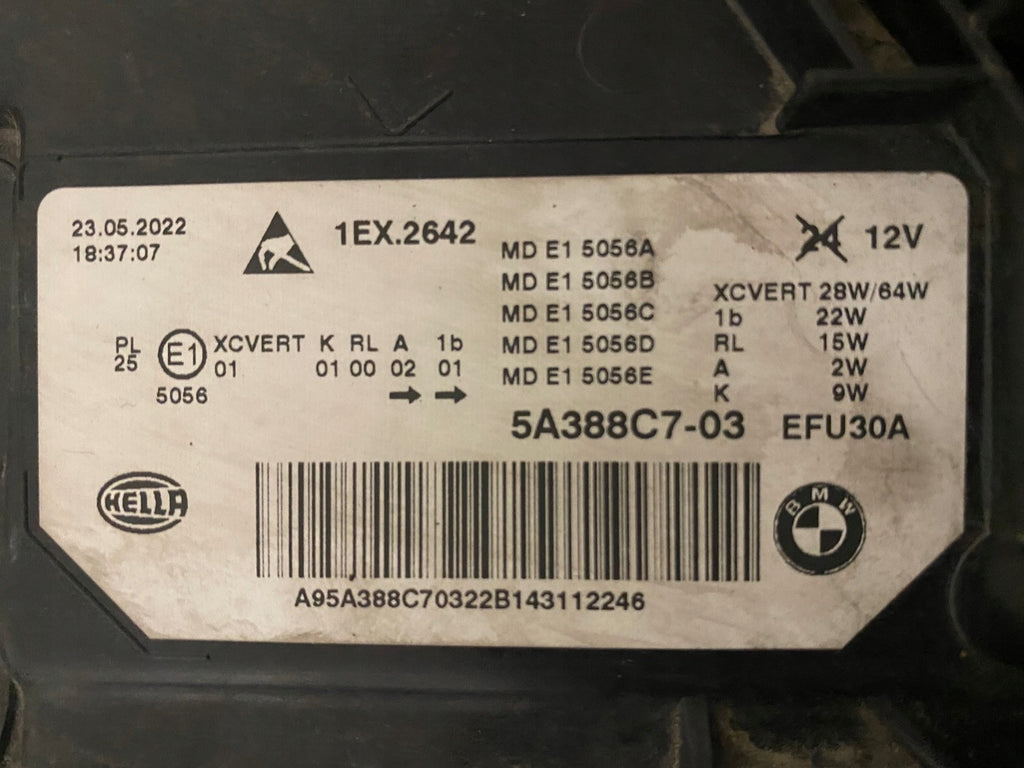 23.05.2022
18:37:07
1EX.2642
MD E1 5056A
MD E1 5056B
MD E1 5056C
MD E1 5056D
MD E1 5056E
24 12V
XCVERT 28W/64W
1b 22W
RL 15W
A 2W
K 9W
PL
25
E1
5056
XCVERT K RL A 1b
01 01 00 02 01
5A388C7-03 EFU30A
HELLA
BMW
A95A388C70322B143112246